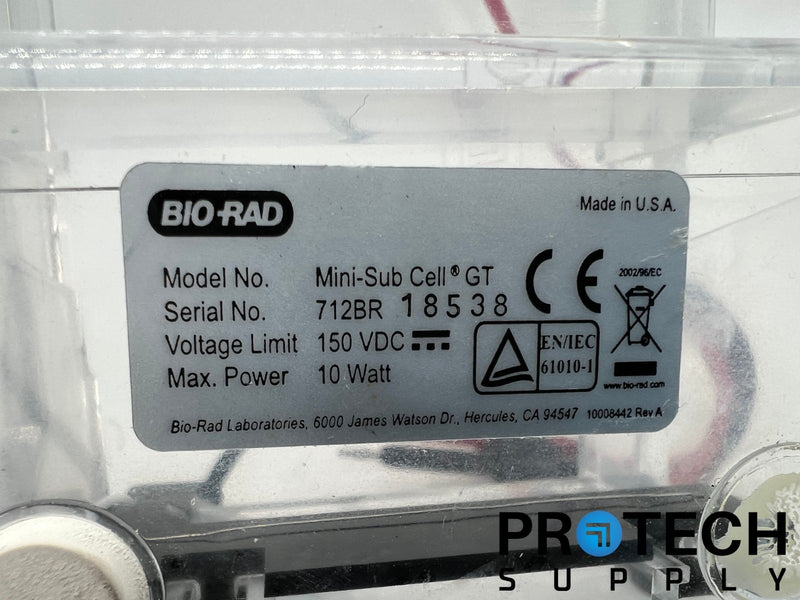 BIO-RAD
Made in U.S.A.
Model No. Mini-Sub Cell® GT
Serial No. 712BR 18538
Voltage Limit 150 VDC
Max. Power 10 Watt
CE
2002/96/EC
EN/IEC
61010-1
www.bio-rad.com
Bio-Rad Laboratories, 6000 James Watson Dr., Hercules, CA 94547 10008442 Rev A
PROTECH
SUPPLY